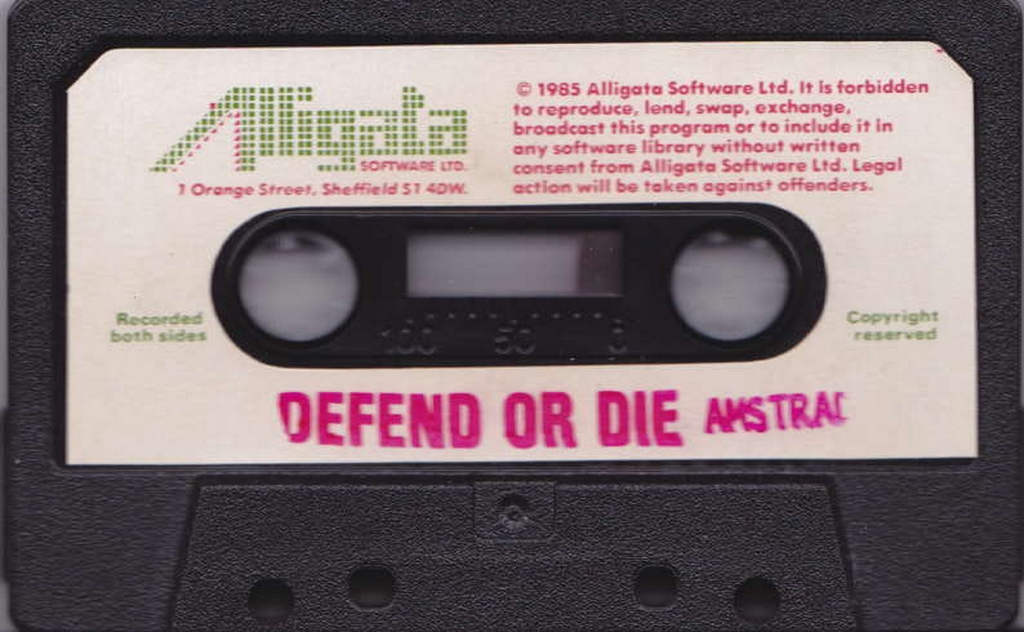 Alligata
SOFTWARE LTD.
1 Orange Street, Sheffield S1 4DW.
© 1985 Alligata Software Ltd. It is forbidden
to reproduce, lend, swap, exchange,
broadcast this program or to include it in
any software library without written
consent from Alligata Software Ltd. Legal
action will be taken against offenders.
100 50 0
Recorded
both sides
Copyright
reserved
DEFEND OR DIE AMSTRAD